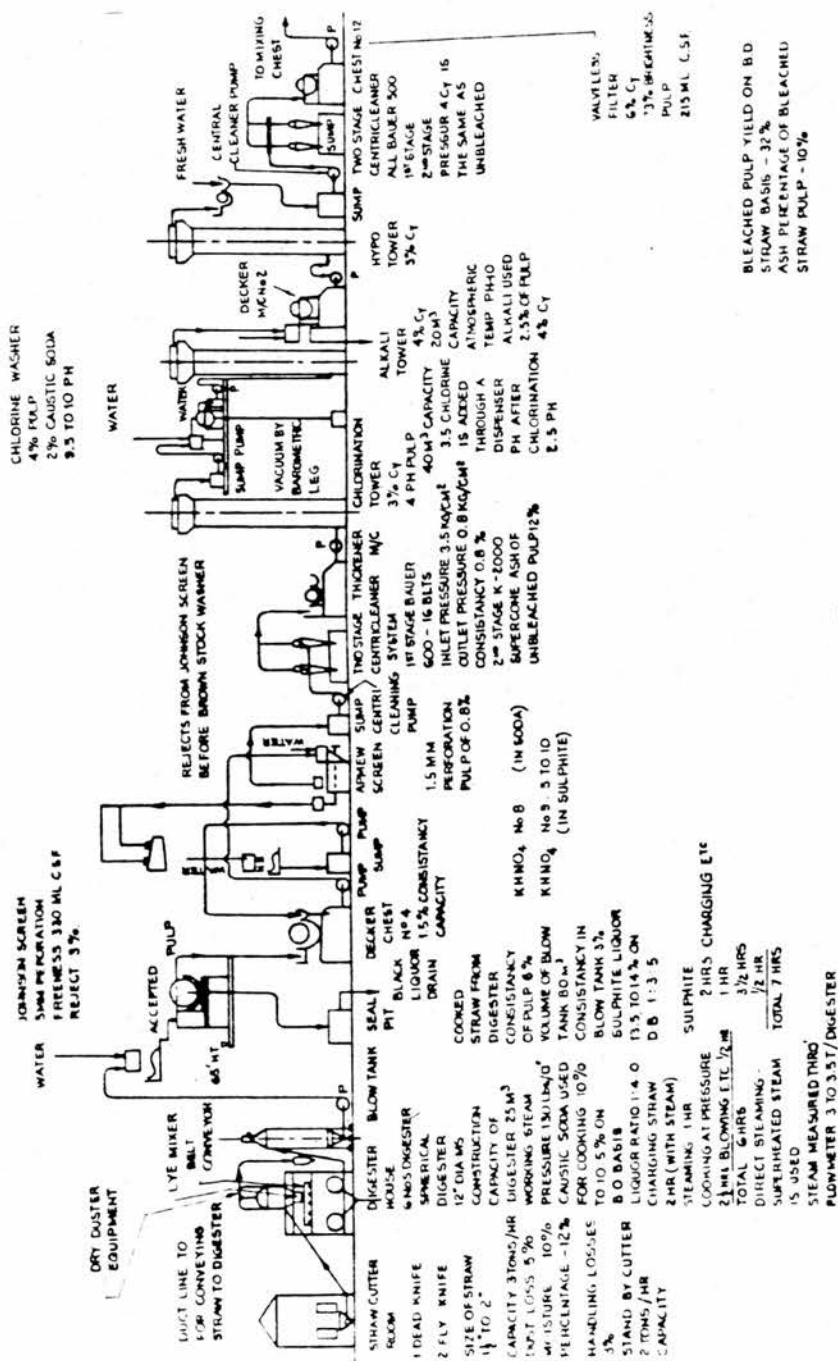 CHLORINE WASHER
4% PULP
2% CAUSTIC SODA
9.5 TO 10 PH
JOHNSON SCREEN
5MM PERFORATION
FREENESS 330 ML CSF
REJECT 3%.
REJECTS FROM JOHNSON SCREEN
BEFORE BROWN STOCK WASHER
DRY DUSTER
EQUIPMENT
DUCT LINE TO
FOR CONVEYING
STRAW TO DIGESTER
LYE MIXER
BELT
CONVEYOR
WATER
ACCEPTED PULP
65' HT
WATER
WATER
SUMP PUMP
WATER
P
VACUUM BY
BAROMETRIC
LEG
WATER
DECKER
M/C No 2
FRESH WATER
CENTRAL
CLEANER PUMP
TO MIXING
CHEST
P
P
P
P
SUMP
STRAW CUTTER
ROOM
1 DEAD KNIFE
2 FLY KNIFE
SIZE OF STRAW
1½" TO 2"
CAPACITY 3 TONS/HR
DUST LOSS 5%
MOISTURE 10%
PERCENTAGE -12%
HANDLING LOSSES
3%
STAND BY CUTTER
2 TONS/HR
CAPACITY
DIGESTER
HOUSE
6 NOS DIGESTER
SPHERICAL
DIGESTER
12" DIA MS
CONSTRUCTION
CAPACITY OF
DIGESTER 25 M³
WORKING STEAM
PRESSURE 130 Lbs/0"
CAUSTIC SODA USED
FOR COOKING 10%
TO 10.5% ON
B O BASIS
LIQUOR RATIO 1:4.0
CHARGING STRAW
2 HR (WITH STEAM)
STEAMING 1 HR
COOKING AT PRESSURE
2½ HRS BLOWING ETC ½ HR
TOTAL 6 HRS
DIRECT STEAMING -
SUPERHEATED STEAM
IS USED
STEAM MEASURED THRO'
FLOWMETER 3 TO 3.5 T/DIGESTER
BLOW TANK
SEAL
PIT
BLACK
LIQUOR
DRAIN
COOKED
STRAW FROM
DIGESTER
CONSISTANCY
OF PULP 8%
VOLUME OF BLOW
TANK 80 M³
CONSISTANCY IN
BLOW TANK 3%
SULPHITE LIQUOR
13.5 TO 14% ON
D B 1:3:5
SULPHITE
2 HRS CHARGING ETC
1 HR
3½ HRS
½ HR
TOTAL 7 HRS
DECKER
CHEST
Nº 4
1.5% CONSISTANCY
CAPACITY
PUMP
SUMP
PUMP
KHNO₄ No 8 (IN SODA)
KHNO₄ No 9.5 TO 10
(IN SULPHITE)
APMEW
SCREEN
1.5 MM
PERFORATION
PULP OF 0.8%
SUMP
CENTRI
CLEANING
PUMP
TWO STAGE
CENTRICLEANER
SYSTEM
1ST STAGE BAUER
600 - 16 BLTS
INLET PRESSURE 3.5 KG/CM²
OUTLET PRESSURE 0.8 KG/CM²
CONSISTANCY 0.8%
2ND STAGE K-2000
SUPERCONE ASH OF
UNBLEACHED PULP 12%
THICKENER
M/C
CHLORINATION
TOWER
3% Cy
4 PH PULP
40 M³ CAPACITY
3.5 CHLORINE
IS ADDED
THROUGH A
DISPENSER
PH AFTER
CHLORINATION
2.5 PH
ALKALI
TOWER
4% Cy
20 M³
CAPACITY
ATMOSPHERIC
TEMP PH-10
ALKALI USED
2.5% OF PULP
4% Cy
HYPO
TOWER
3% Cy
SUMP
TWO STAGE
CENTRICLEANER
ALL BAUER 500
1ST STAGE
2ND STAGE
PRESSUR 4 Cy IS
THE SAME AS
UNBLEACHED
CHEST No 12
VALVELESS
FILTER
6% Cy
BRIGHTNESS
PULP
215 ML C.S.F
BLEACHED PULP YIELD ON B.D
STRAW BASIS - 32%
ASH PERCENTAGE OF BLEACHED
STRAW PULP - 10%